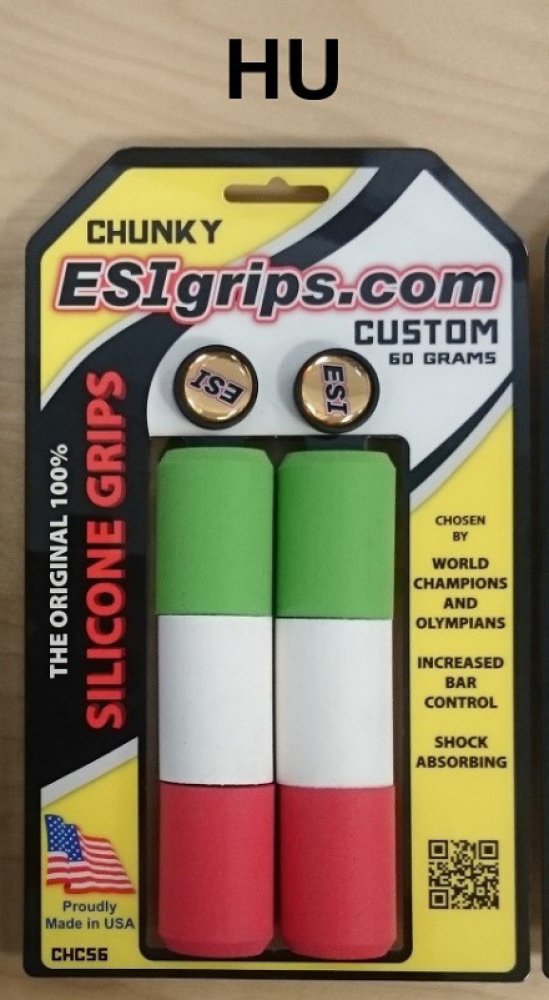 HU
CHUNKY
ESIgrips.com
CUSTOM
60 GRAMS
ESI
ESI
THE ORIGINAL 100%
SILICONE GRIPS
CHOSEN
BY
WORLD
CHAMPIONS
AND
OLYMPIANS
INCREASED
BAR
CONTROL
SHOCK
ABSORBING
Proudly
Made in USA
CHC56